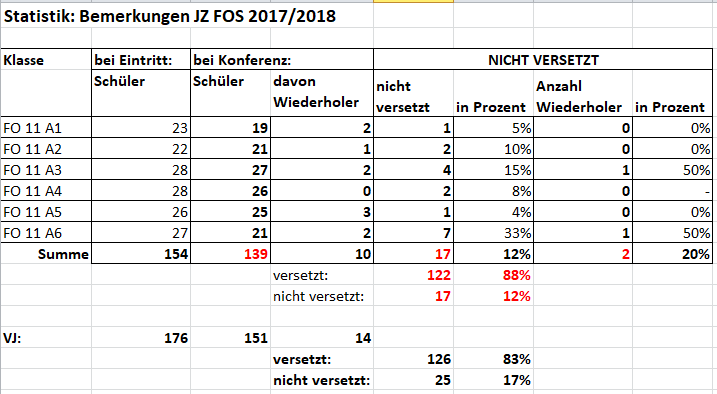 Statistik: Bemerkungen JZ FOS 2017/2018
Klasse bei Eintritt: bei Konferenz: NICHT VERSETZT
Schüler Schüler davon Wiederholer nicht versetzt in Prozent Anzahl Wiederholer in Prozent
FO 11 A1 23 19 2 1 5% 0 0%
FO 11 A2 22 21 1 2 10% 0 0%
FO 11 A3 28 27 2 4 15% 1 50%
FO 11 A4 28 26 0 2 8% 0 -
FO 11 A5 26 25 3 1 4% 0 0%
FO 11 A6 27 21 2 7 33% 1 50%
Summe 154 139 10 17 12% 2 20%
versetzt: 122 88%
nicht versetzt: 17 12%
VJ: 176 151 14
versetzt: 126 83%
nicht versetzt: 25 17%